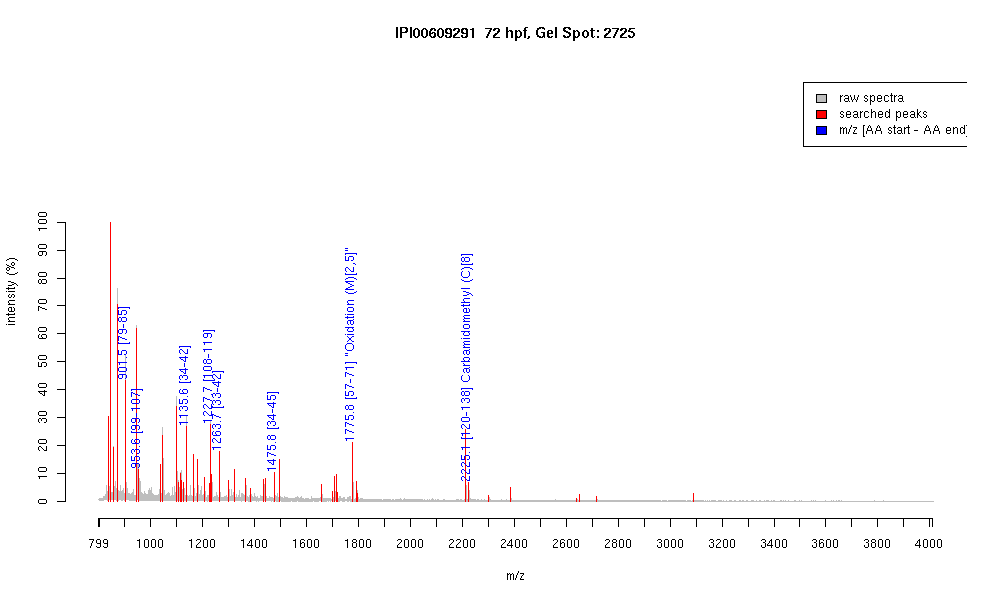 IPI00609291 72 hpf, Gel Spot: 2725
raw spectra
searched peaks
m/z [AA start - AA end]
intensity (%)
100
90
80
70
60
50
40
30
20
10
0
901.5 [79-85]
953.6 [99-107]
1135.6 [34-42]
1227.7 [108-119]
1263.7 [33-42]
1475.8 [34-45]
1775.8 [57-71] "Oxidation (M)[2,5]"
2225.1 [120-138] Carbamidomethyl (C)[8]
799 1000 1200 1400 1600 1800 2000 2200 2400 2600 2800 3000 3200 3400 3600 3800 4000
m/z